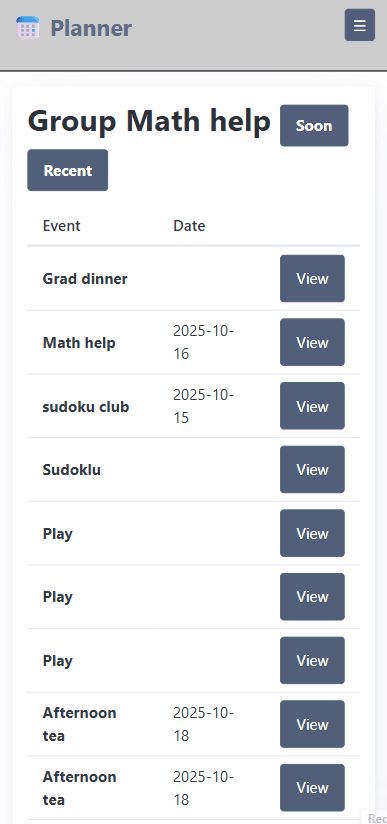 Planner ☰
Group Math help Soon
Recent
Event Date
Grad dinner View
Math help 2025-10-
16 View
sudoku club 2025-10-
15 View
Sudoklu View
Play View
Play View
Play View
Afternoon
tea 2025-10-
18 View
Afternoon
tea 2025-10-
18 View
Rec